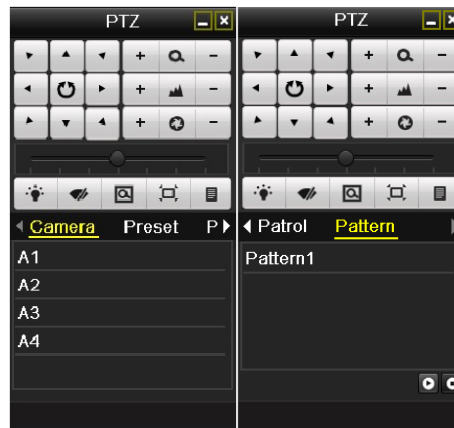 PTZ
Camera Preset P
A1
A2
A3
A4
PTZ
Patrol Pattern
Pattern1